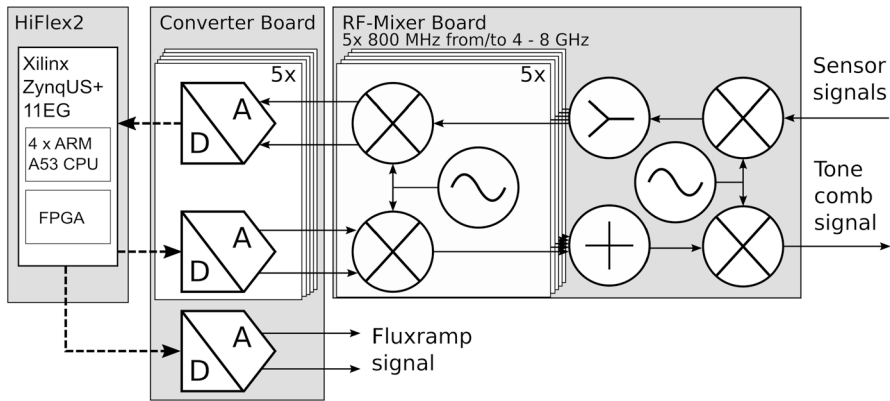 HiFlex2
Xilinx
ZynqUS+
11EG
4 x ARM
A53 CPU
FPGA
Converter Board
5x
A
D
A
D
A
D
Fluxramp
signal
RF-Mixer Board
5x 800 MHz from/to 4 - 8 GHz
5x
Sensor
signals
Tone
comb
signal